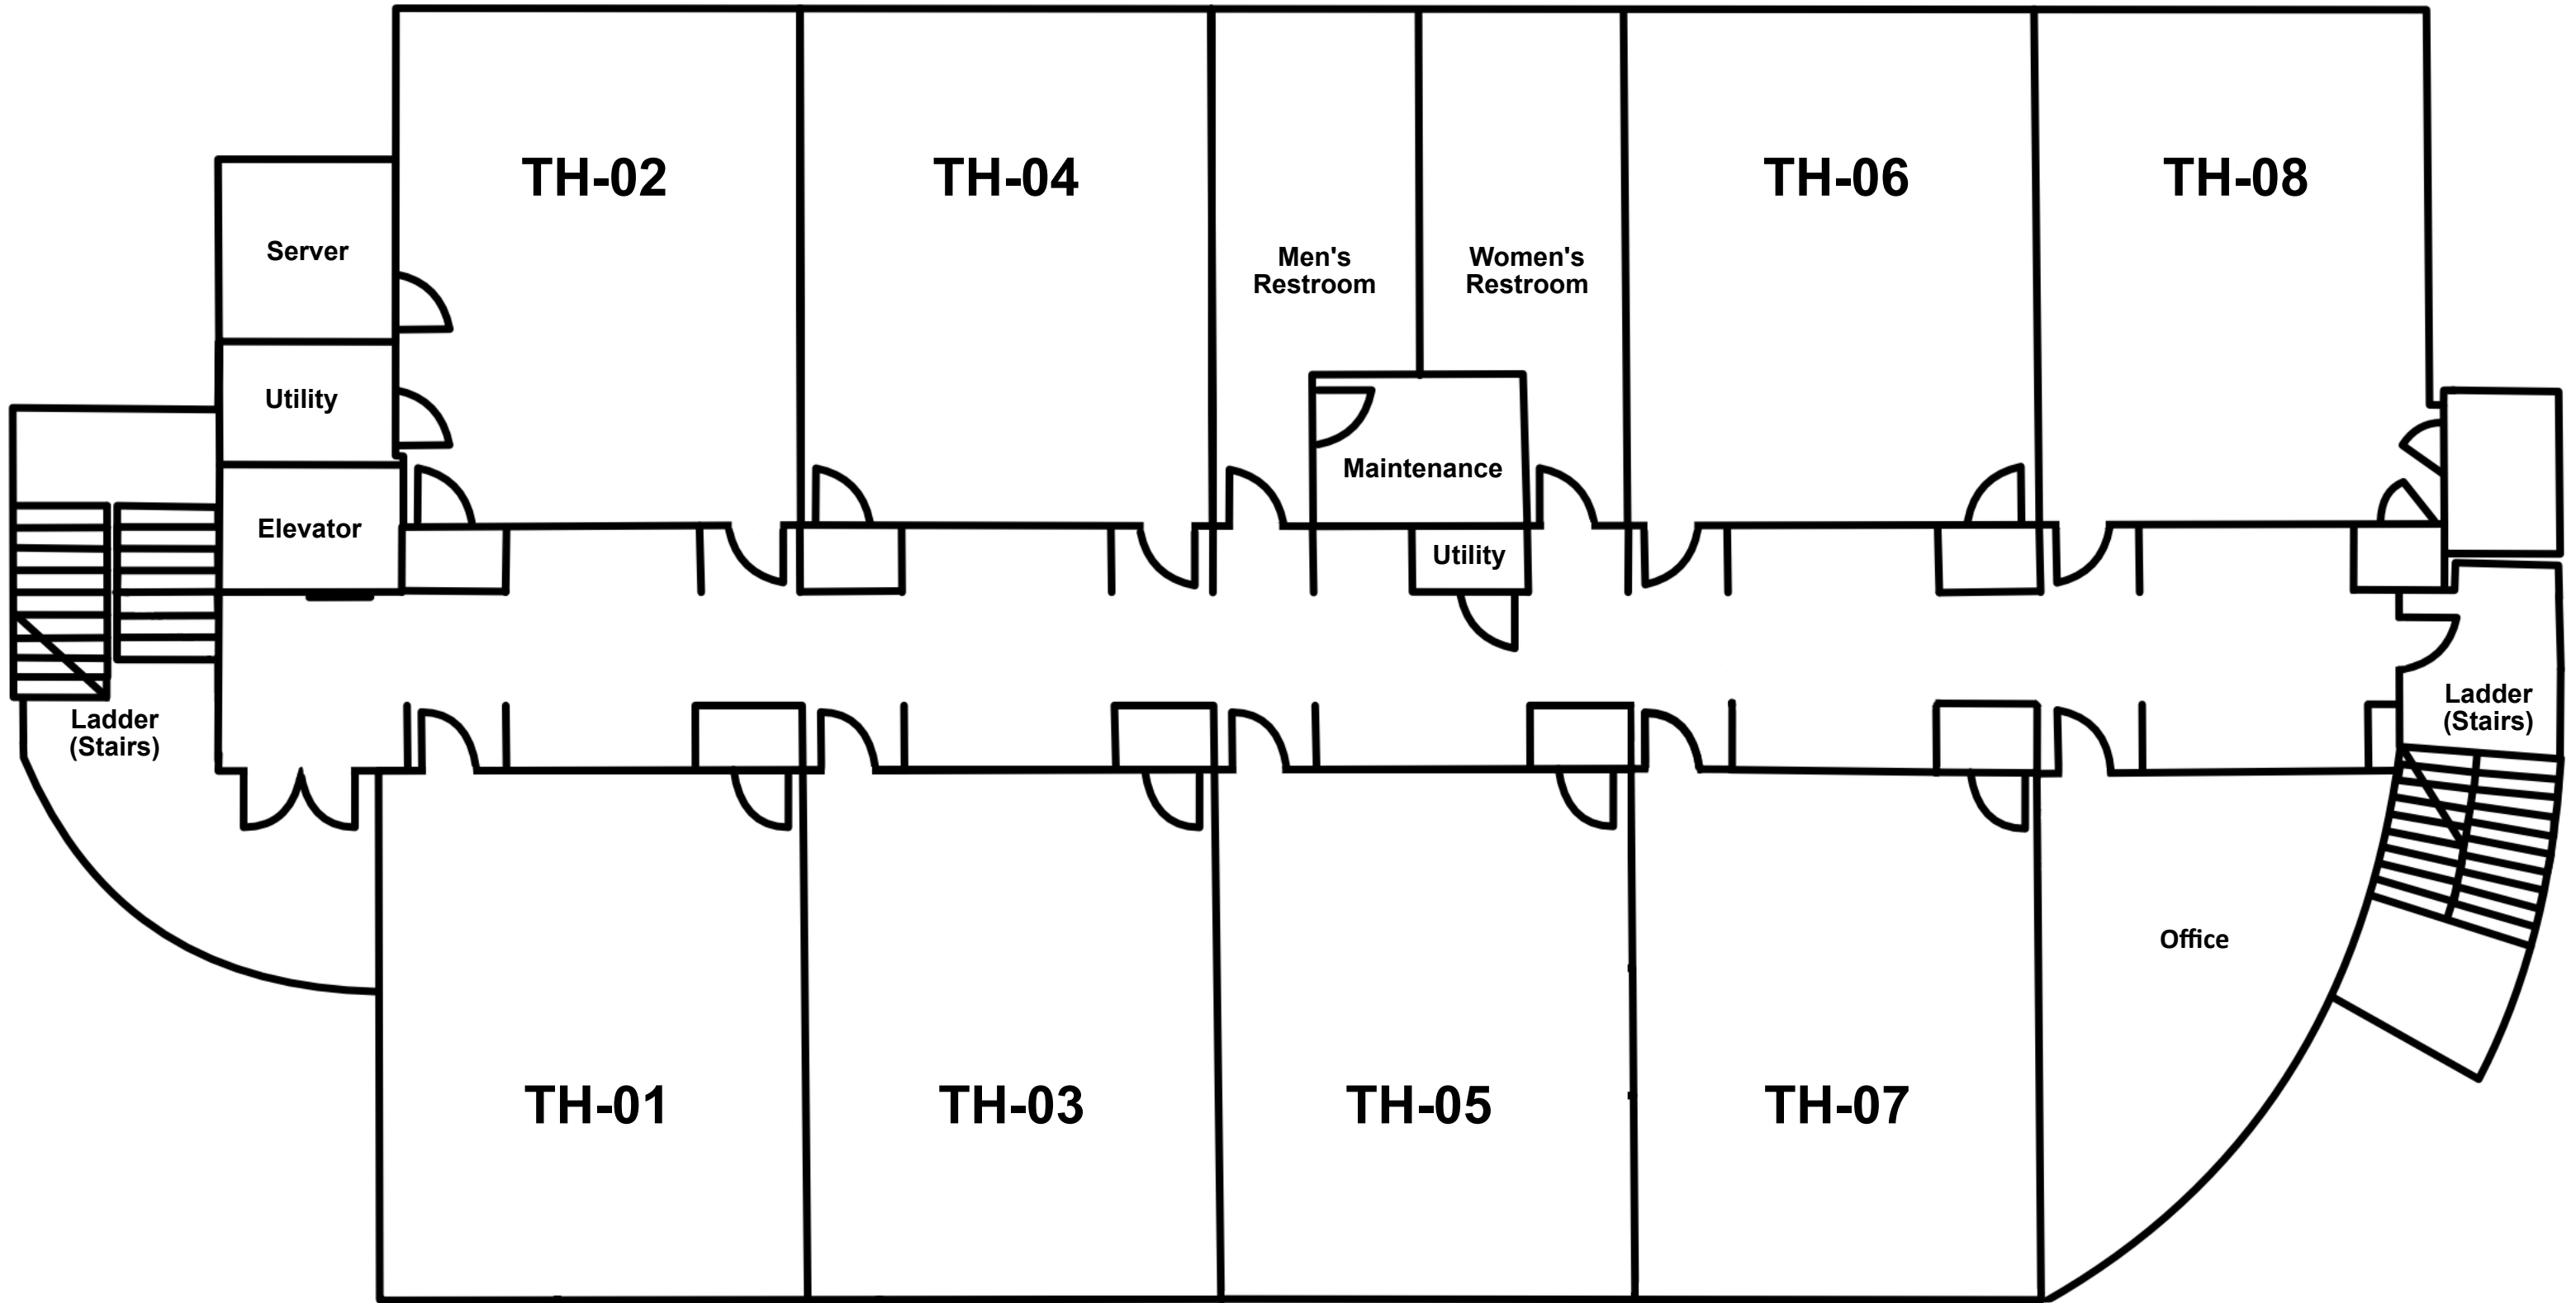 TH-02
TH-04
TH-06
TH-08
Server
Men's
Restroom
Women's
Restroom
Utility
Maintenance
Elevator
Utility
Ladder
(Stairs)
Ladder
(Stairs)
Office
TH-01
TH-03
TH-05
TH-07